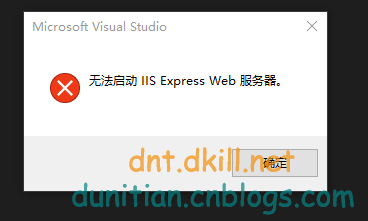 Microsoft Visual Studio
无法启动 IIS Express Web 服务器。
dnt.dkill.net
确定
dunitian.cnblogs.com